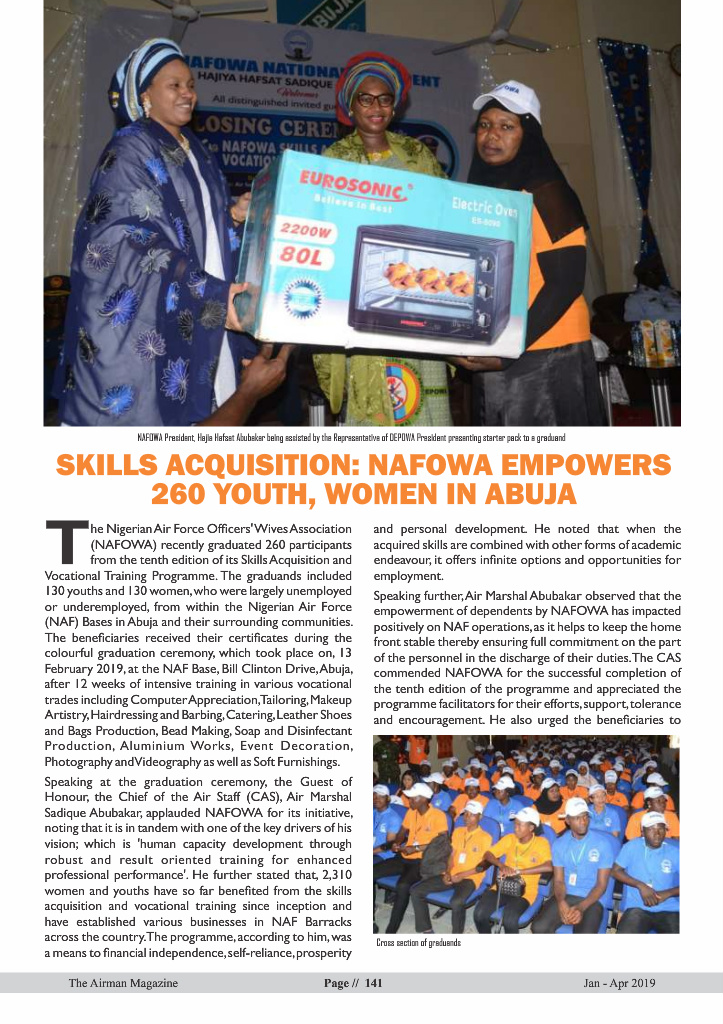 ABUJA
NAFOWA NATIONAL
ENT
HAJIYA HAFSAT SADIQUE
Welcomes
All distinguished invited gu
LOSING CEREM
NAFOWA SKILLS A
VOCATIO
EUROSONIC
Believe in Best
Electric Oven
2200W
80L
NAFOWA President, Hajia Hafsat Abubakar being assisted by the Representative of DEPOWA President presenting starter pack to a graduand
SKILLS ACQUISITION: NAFOWA EMPOWERS
260 YOUTH, WOMEN IN ABUJA
The Nigerian Air Force Officers' Wives Association
(NAFOWA) recently graduated 260 participants
from the tenth edition of its Skills Acquisition and
Vocational Training Programme. The graduands included
130 youths and 130 women, who were largely unemployed
or underemployed, from within the Nigerian Air Force
(NAF) Bases in Abuja and their surrounding communities.
The beneficiaries received their certificates during the
colourful graduation ceremony, which took place on, 13
February 2019, at the NAF Base, Bill Clinton Drive, Abuja,
after 12 weeks of intensive training in various vocational
trades including Computer Appreciation, Tailoring, Makeup
Artistry, Hairdressing and Barbing, Catering, Leather Shoes
and Bags Production, Bead Making, Soap and Disinfectant
Production, Aluminium Works, Event Decoration,
Photography and Videography as well as Soft Furnishings.
Speaking at the graduation ceremony, the Guest of
Honour, the Chief of the Air Staff (CAS), Air Marshal
Sadique Abubakar, applauded NAFOWA for its initiative,
noting that it is in tandem with one of the key drivers of his
vision; which is 'human capacity development through
robust and result oriented training for enhanced
professional performance'. He further stated that, 2,310
women and youths have so far benefited from the skills
acquisition and vocational training since inception and
have established various businesses in NAF Barracks
across the country. The programme, according to him, was
a means to financial independence, self-reliance, prosperity
and personal development. He noted that when the
acquired skills are combined with other forms of academic
endeavour, it offers infinite options and opportunities for
employment.
Speaking further, Air Marshal Abubakar observed that the
empowerment of dependents by NAFOWA has impacted
positively on NAF operations, as it helps to keep the home
front stable thereby ensuring full commitment on the part
of the personnel in the discharge of their duties. The CAS
commended NAFOWA for the successful completion of
the tenth edition of the programme and appreciated the
programme facilitators for their efforts, support, tolerance
and encouragement. He also urged the beneficiaries to
Cross section of graduands
The Airman Magazine
Page // 141
Jan - Apr 2019